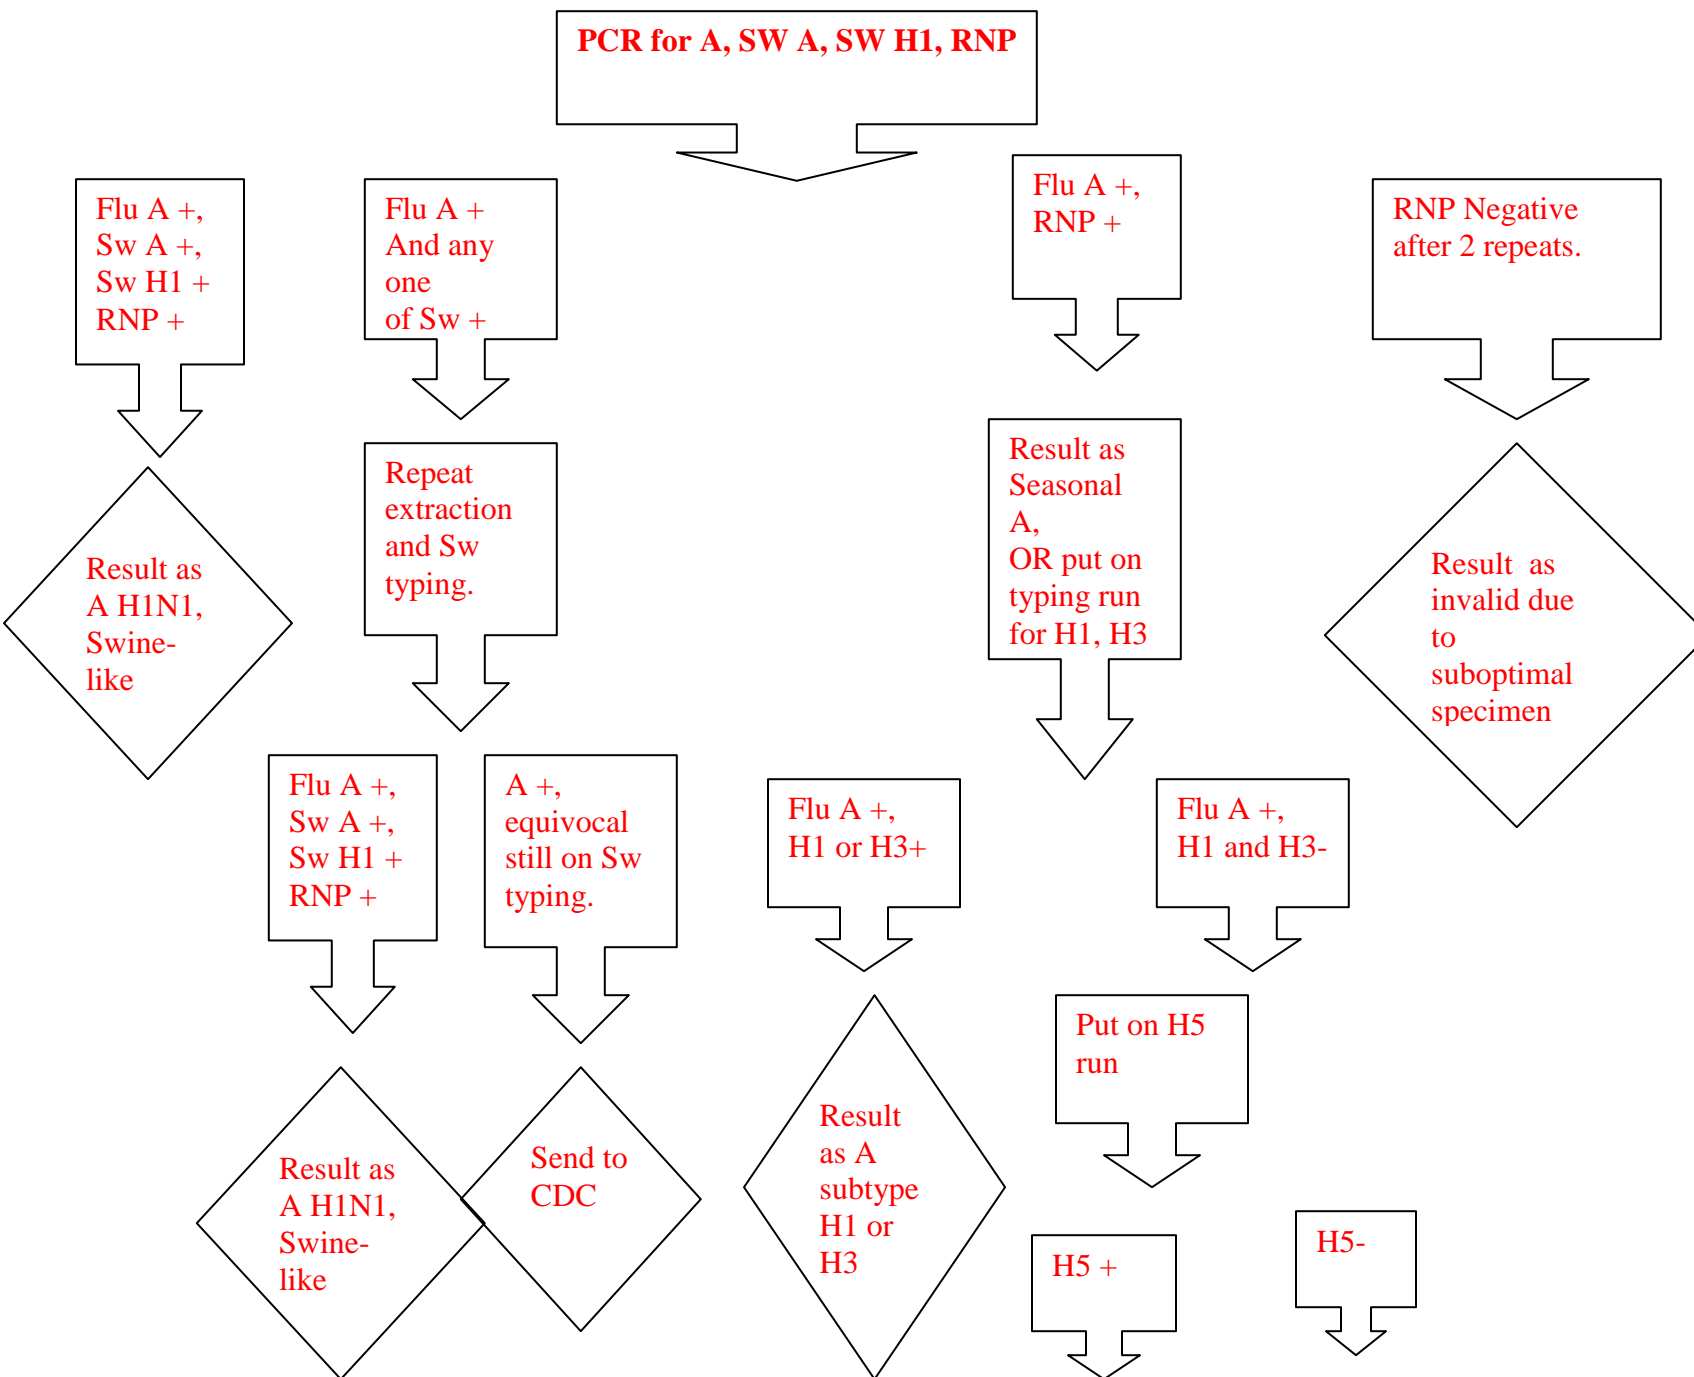 PCR for A, SW A, SW H1, RNP
Flu A +,
Sw A +,
Sw H1 +
RNP +
Flu A +
And any
one
of Sw +
Flu A +,
RNP +
RNP Negative
after 2 repeats.
Result as
A H1N1,
Swine-
like
Repeat
extraction
and Sw
typing.
Result as
Seasonal
A,
OR put on
typing run
for H1, H3
Result  as
invalid due
to
suboptimal
specimen
Flu A +,
Sw A +,
Sw H1 +
RNP +
A +,
equivocal
still on Sw
typing.
Flu A +,
H1 or H3+
Flu A +,
H1 and H3-
Result as
A H1N1,
Swine-
like
Send to
CDC
Result
as A
subtype
H1 or
H3
Put on H5
run
H5 +
H5-